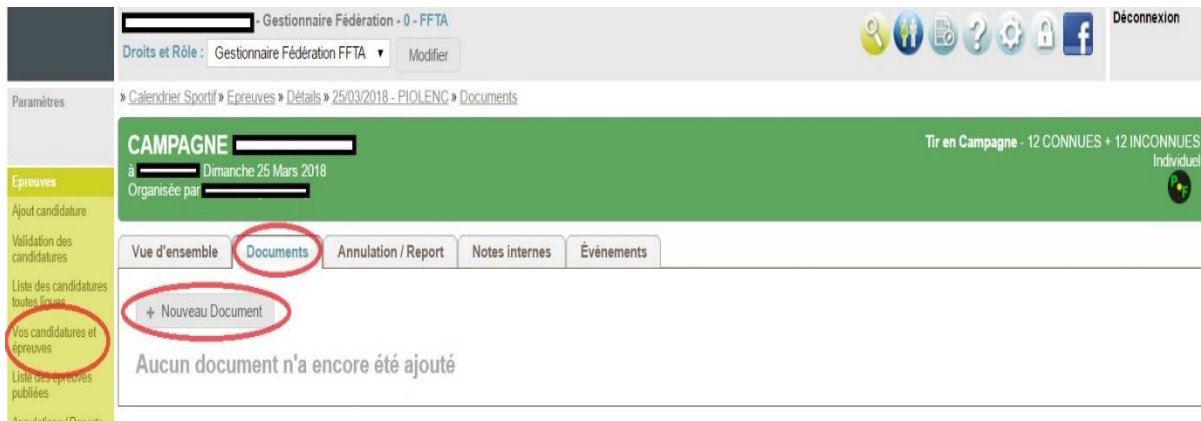 - Gestionnaire Fédération - 0 - FFTA
Droits et Rôle : Gestionnaire Fédération FFTA Modifier
Déconnexion
Paramètres
» Calendrier Sportif » Epreuves » Détails » 25/03/2018 - PIOLENC » Documents
CAMPAGNE
à Dimanche 25 Mars 2018
Organisée par
Tir en Campagne - 12 CONNUES + 12 INCONNUES
Individuel
Epreuves
Ajout candidature
Validation des
candidatures
Liste des candidatures
toutes ligues
Vos candidatures et
épreuves
Liste des épreuves
publiées
Annulations / Reports
Vue d'ensemble Documents Annulation / Report Notes internes Événements
+ Nouveau Document
Aucun document n'a encore été ajouté